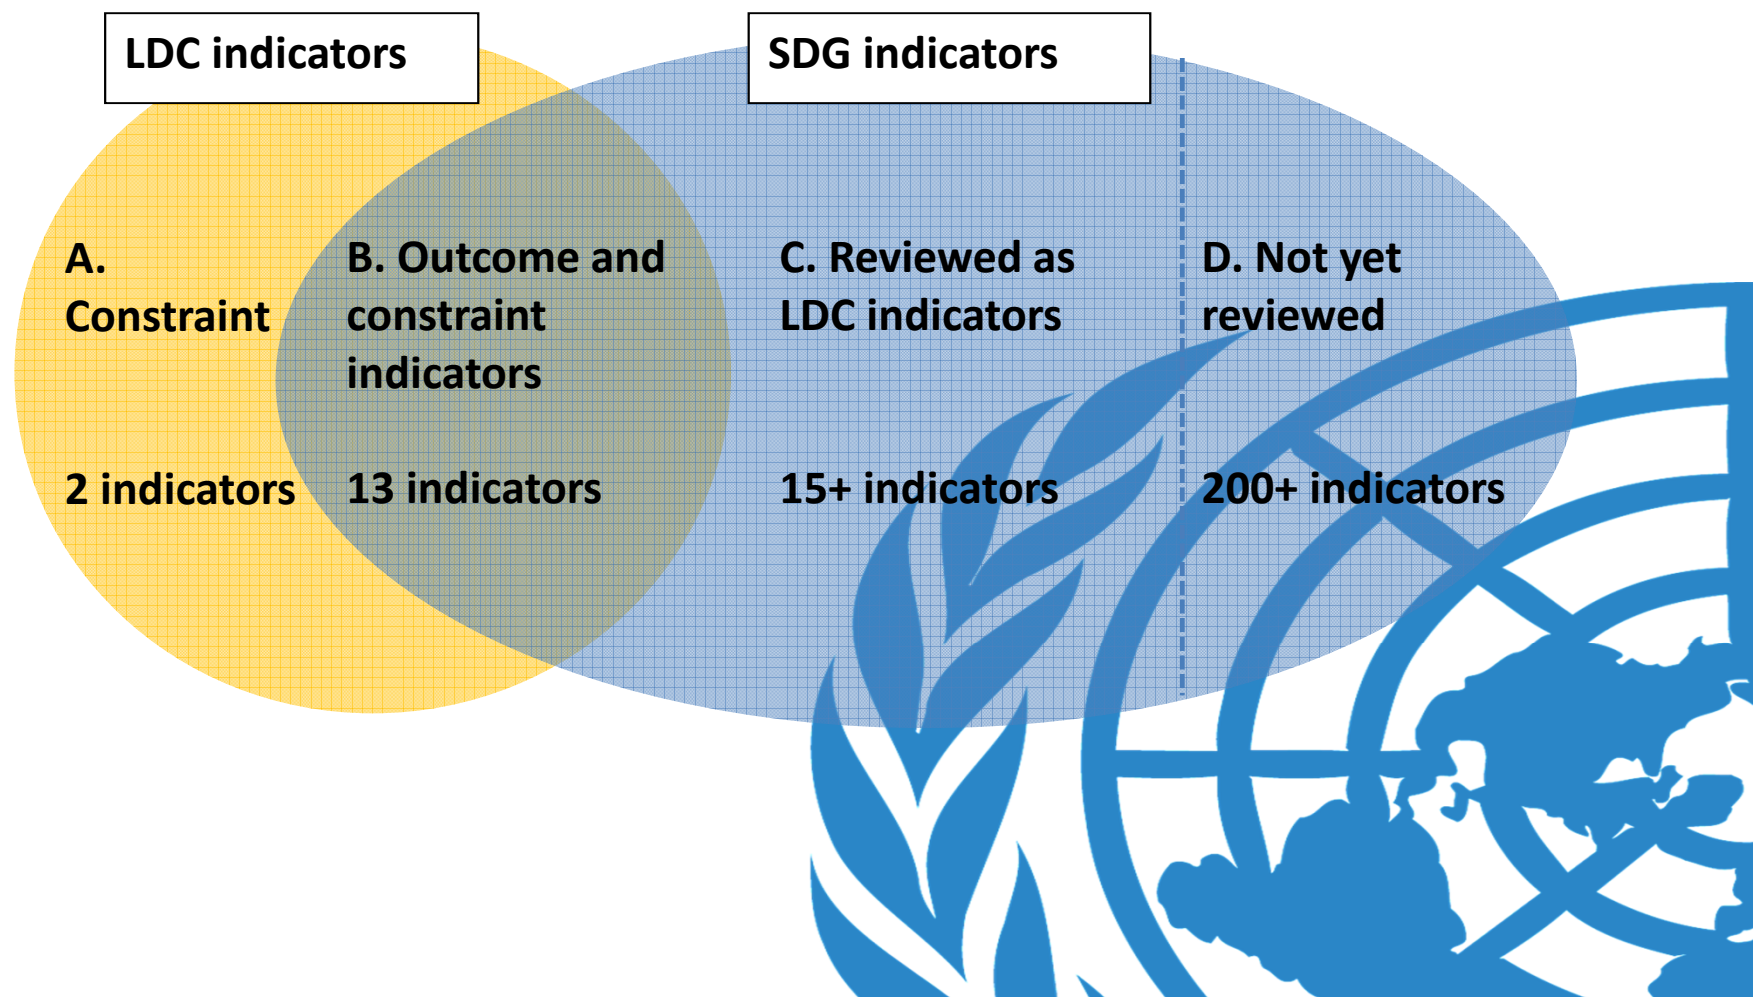 LDC indicators
SDG indicators
A.
Constraint
2 indicators
B. Outcome and
constraint
indicators
13 indicators
C. Reviewed as
LDC indicators
15+ indicators
D. Not yet
reviewed
200+ indicators